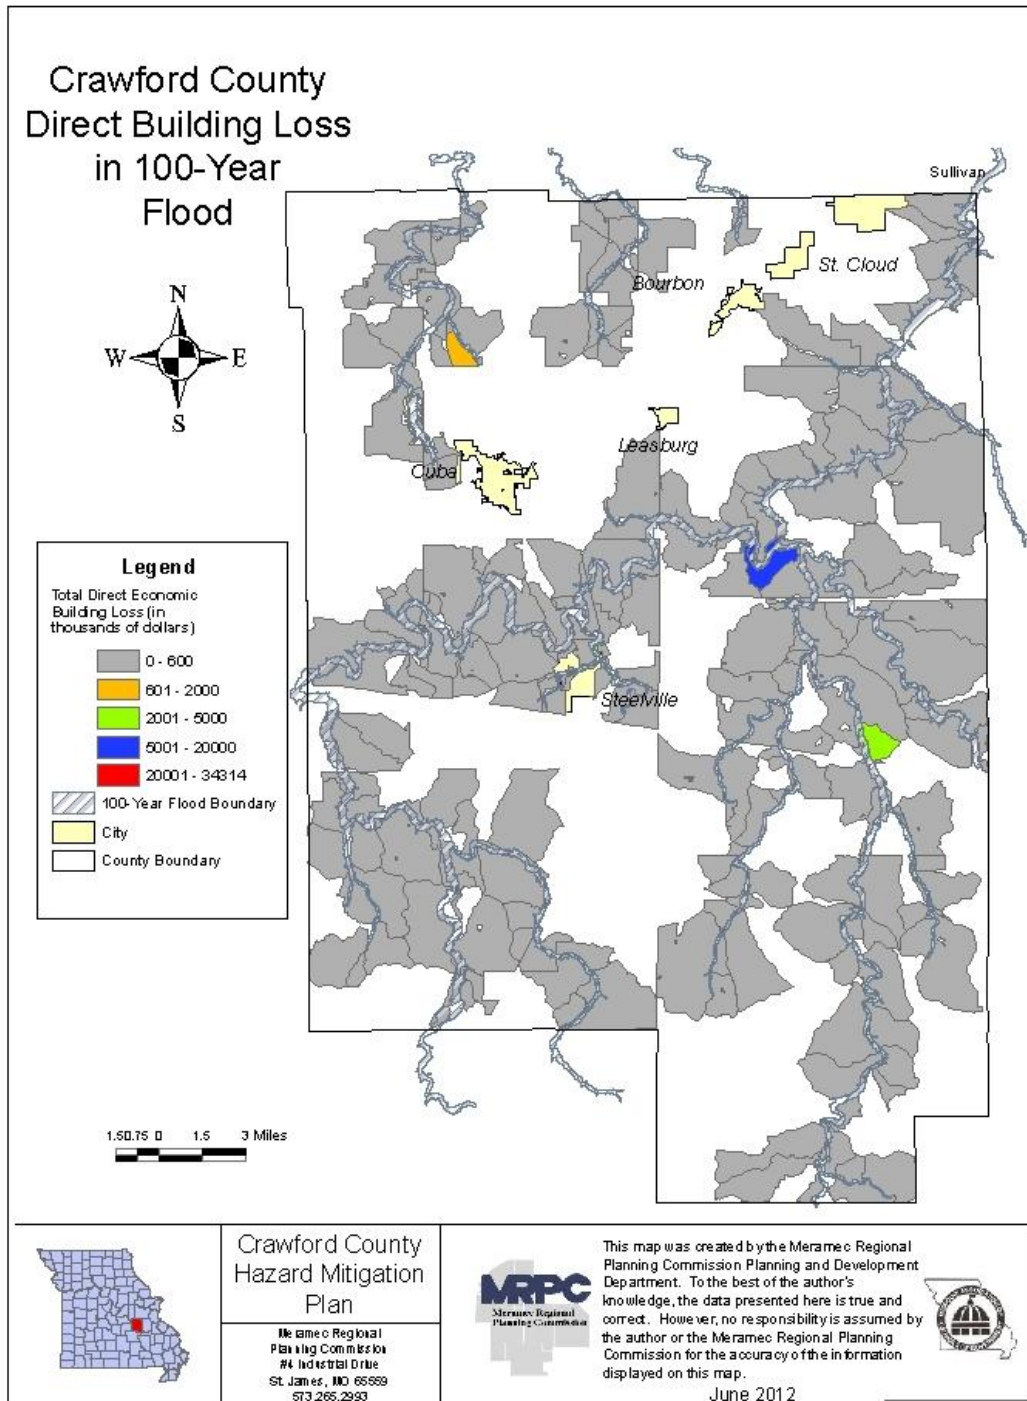 Crawford County
Direct Building Loss
in 100-Year
Flood
Sullivan
St. Cloud
Bourbon
N
W
E
S
Leasburg
Cuba
Steelville
Legend
Total Direct Economic
Building Loss (in
thousands of dollars)
0 - 600
601 - 2000
2001 - 5000
5001 - 20000
20001 - 34314
100-Year Flood Boundary
City
County Boundary
1.5 0.75 0 1.5 3 Miles
Crawford County
Hazard Mitigation
Plan
Meramec Regional
Planning Commission
#4 Industrial Drive
St. James, MO 65559
573.265.2993
MRPC
Meramec Regional
Planning Commission
This map was created by the Meramec Regional
Planning Commission Planning and Development
Department. To the best of the author's
knowledge, the data presented here is true and
correct. However, no responsibility is assumed by
the author or the Meramec Regional Planning
Commission for the accuracy of the information
displayed on this map.
June 2012